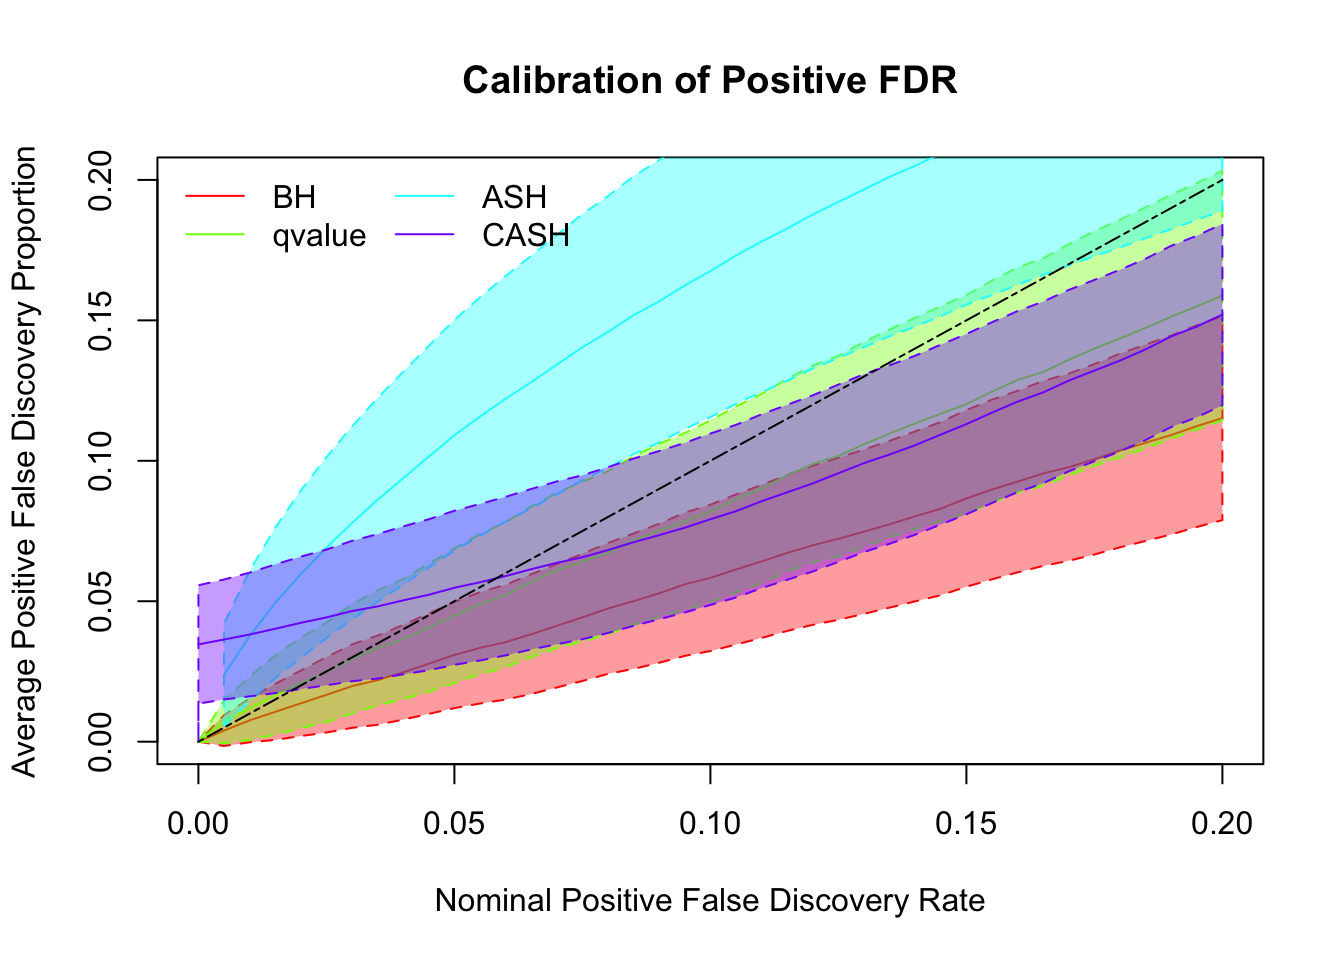 Calibration of Positive FDR
Average Positive False Discovery Proportion
0.20
0.15
0.10
0.05
0.00
BH
qvalue
ASH
CASH
0.00 0.05 0.10 0.15 0.20
Nominal Positive False Discovery Rate